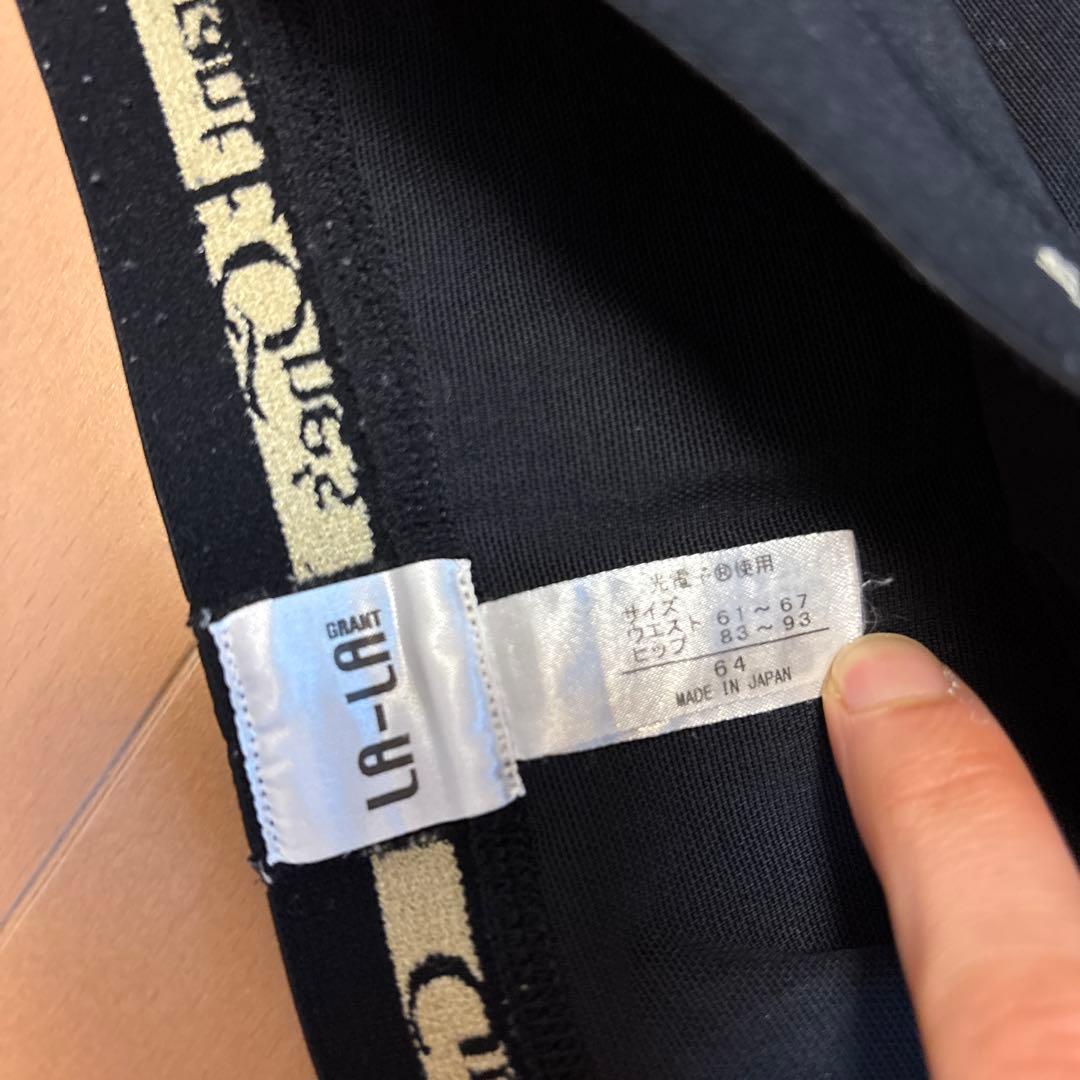 GRANT
LA-LA
光電子®使用
サイズ
ウエスト 61～67
ヒップ 83～93
64
MADE IN JAPAN